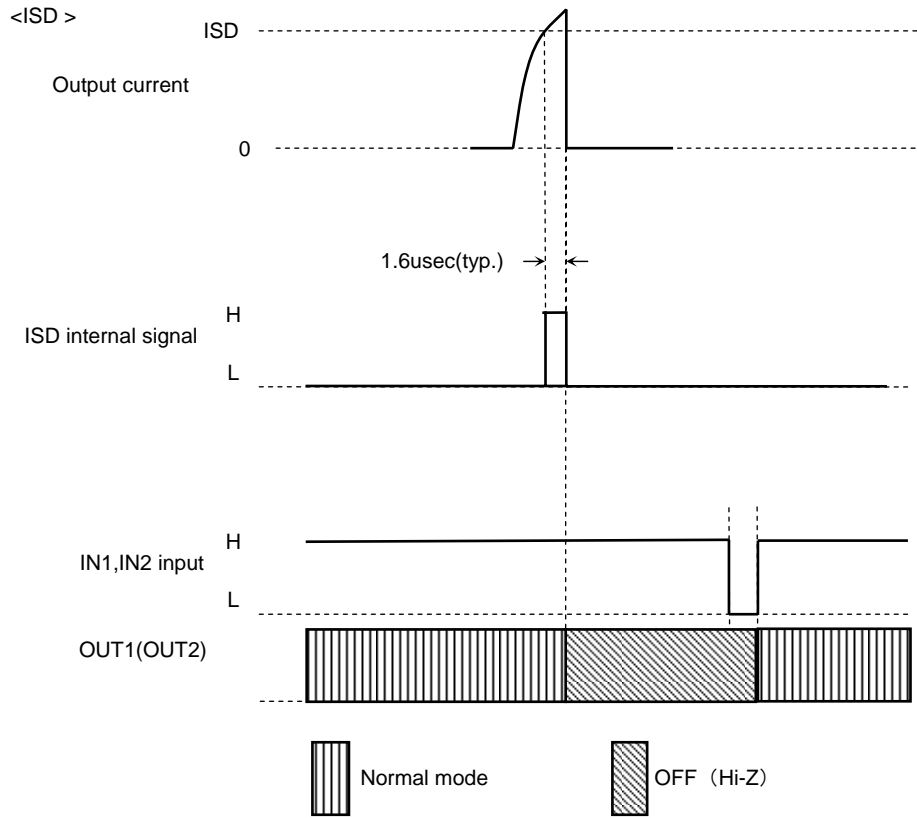 <ISD >
ISD
Output current
0
1.6usec(typ.)
H
ISD internal signal
L
H
IN1,IN2 input
L
OUT1(OUT2)
Normal mode
OFF（Hi-Z）